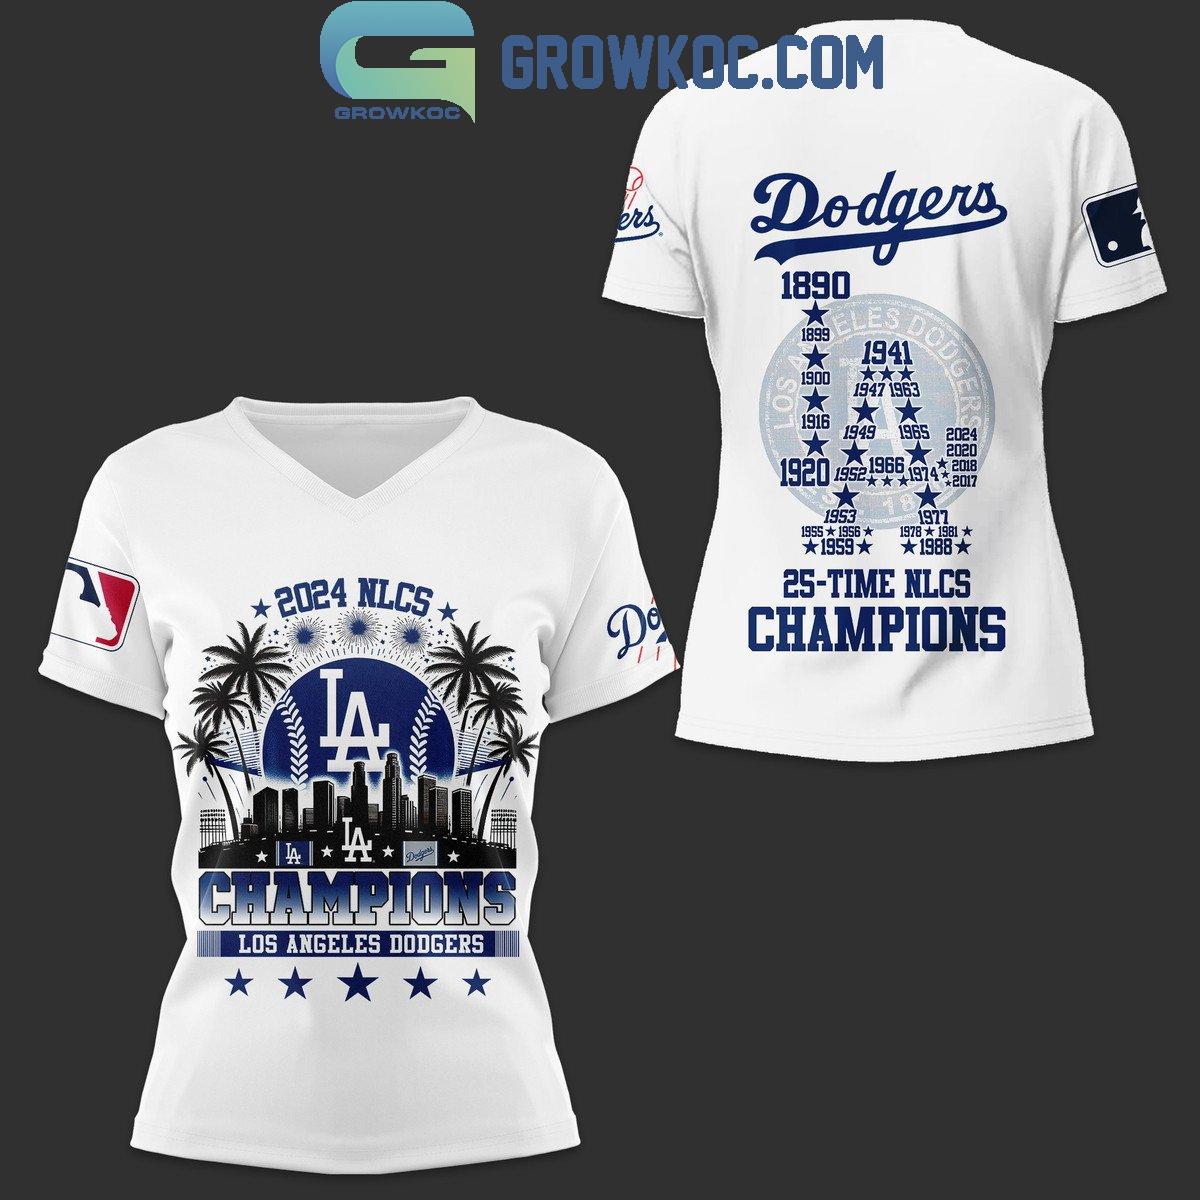 GROWKOC
GROWKOC.COM
Dodgers
ers
1890
1899
1900
1916
1920
LOS ANGELES DODGERS
1941
1947 1963
1949 1965
1952 1966 1974
2024
2020
2018
2017
1953 1977
1955 1956 1978 1981
1959 1988
25-TIME NLCS
CHAMPIONS
2024 NLCS
LA
LA
LA
Dodgers
CHAMPIONS
LOS ANGELES DODGERS
Do